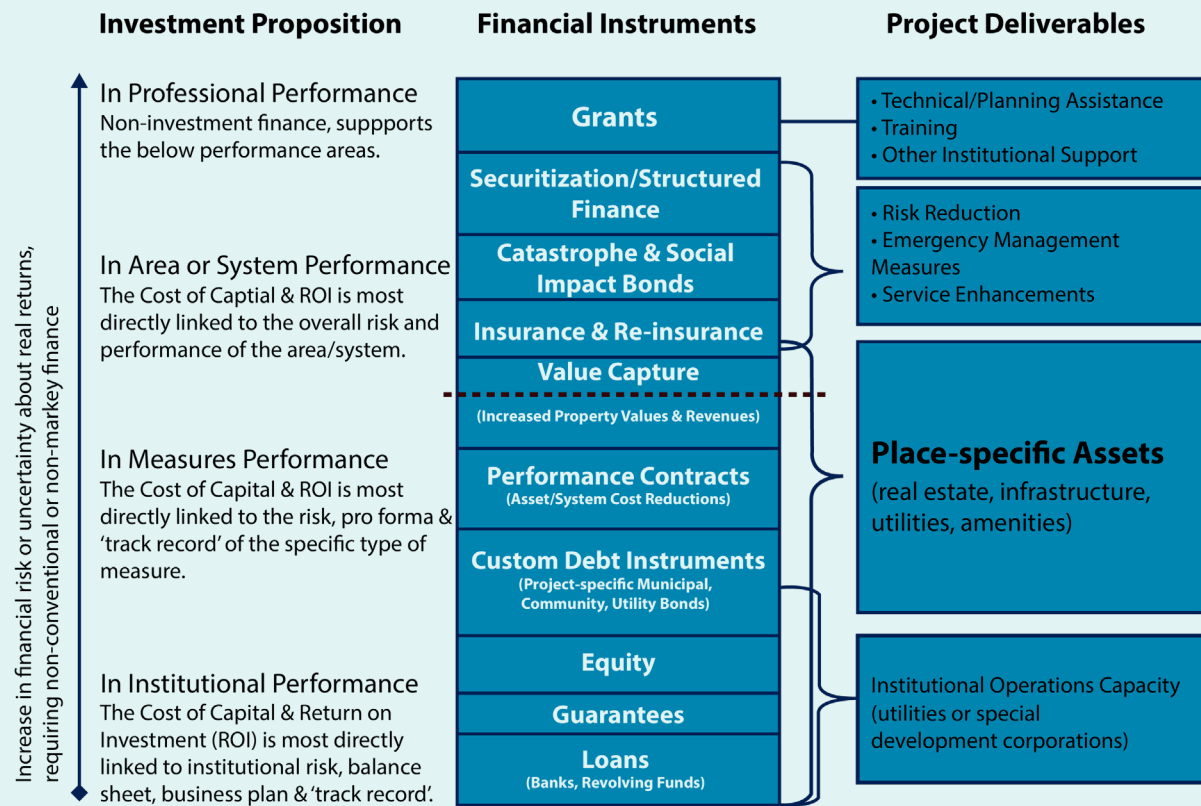 Investment Proposition
Financial Instruments
Project Deliverables
Increase in financial risk or uncertainty about real returns,
requiring non-conventional or non-markey finance
In Professional Performance
Non-investment finance, suppports
the below performance areas.
In Area or System Performance
The Cost of Captial & ROI is most
directly linked to the overall risk and
performance of the area/system.
In Measures Performance
The Cost of Capital & ROI is most
directly linked to the risk, pro forma &
‘track record’ of the specific type of
measure.
In Institutional Performance
The Cost of Capital & Return on
Investment (ROI) is most directly
linked to institutional risk, balance
sheet, business plan & ‘track record’.
Grants
Securitization/Structured
Finance
Catastrophe & Social
Impact Bonds
Insurance & Re-insurance
Value Capture
(Increased Property Values & Revenues)
Performance Contracts
(Asset/System Cost Reductions)
Custom Debt Instruments
(Project-specific Municipal,
Community, Utility Bonds)
Equity
Guarantees
Loans
(Banks, Revolving Funds)
• Technical/Planning Assistance
• Training
• Other Institutional Support
• Risk Reduction
• Emergency Management
Measures
• Service Enhancements
Place-specific Assets
(real estate, infrastructure,
utilities, amenities)
Institutional Operations Capacity
(utilities or special
development corporations)